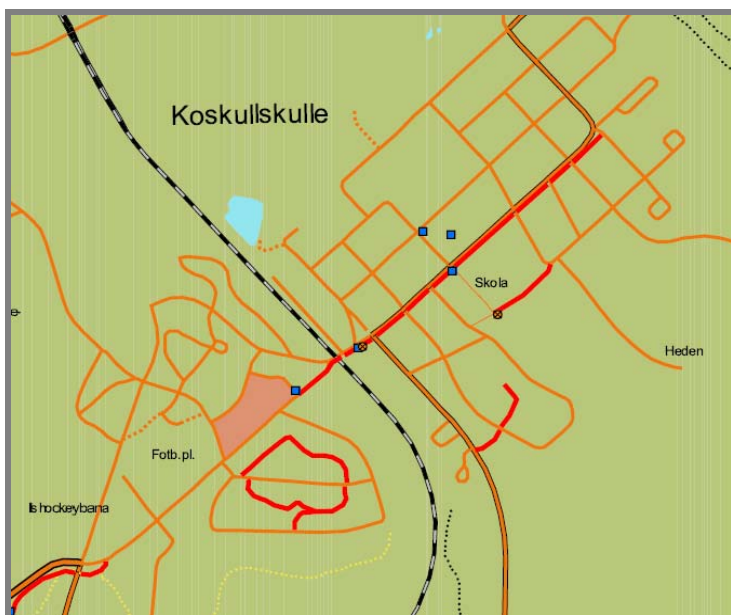 Koskullskulle
Skola
Heden
Fotb.pl.
Ishockeybana